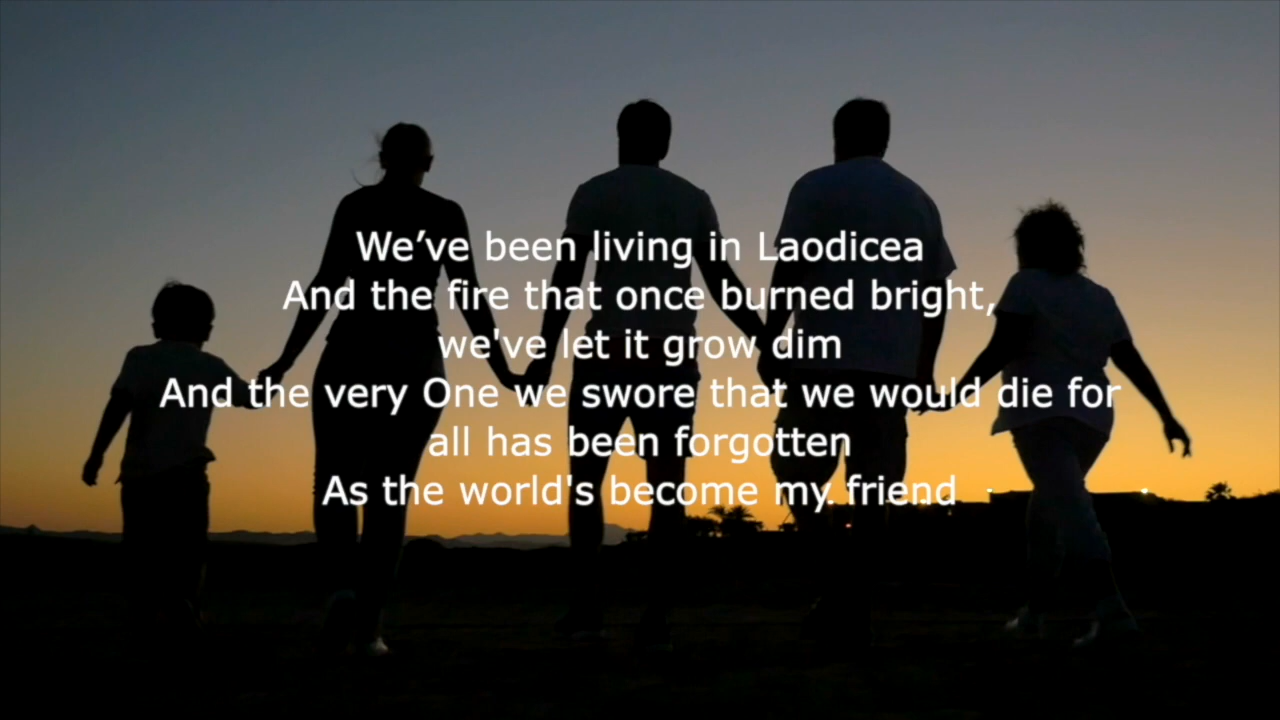 We’ve been living in Laodicea
And the fire that once burned bright,
we've let it grow dim
And the very One we swore that we would die for
all has been forgotten
As the world's become my friend